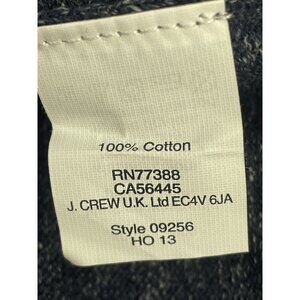 100% Cotton
RN77388
CA56445
J. CREW U.K. Ltd EC4V 6JA
Style 09256
HO 13